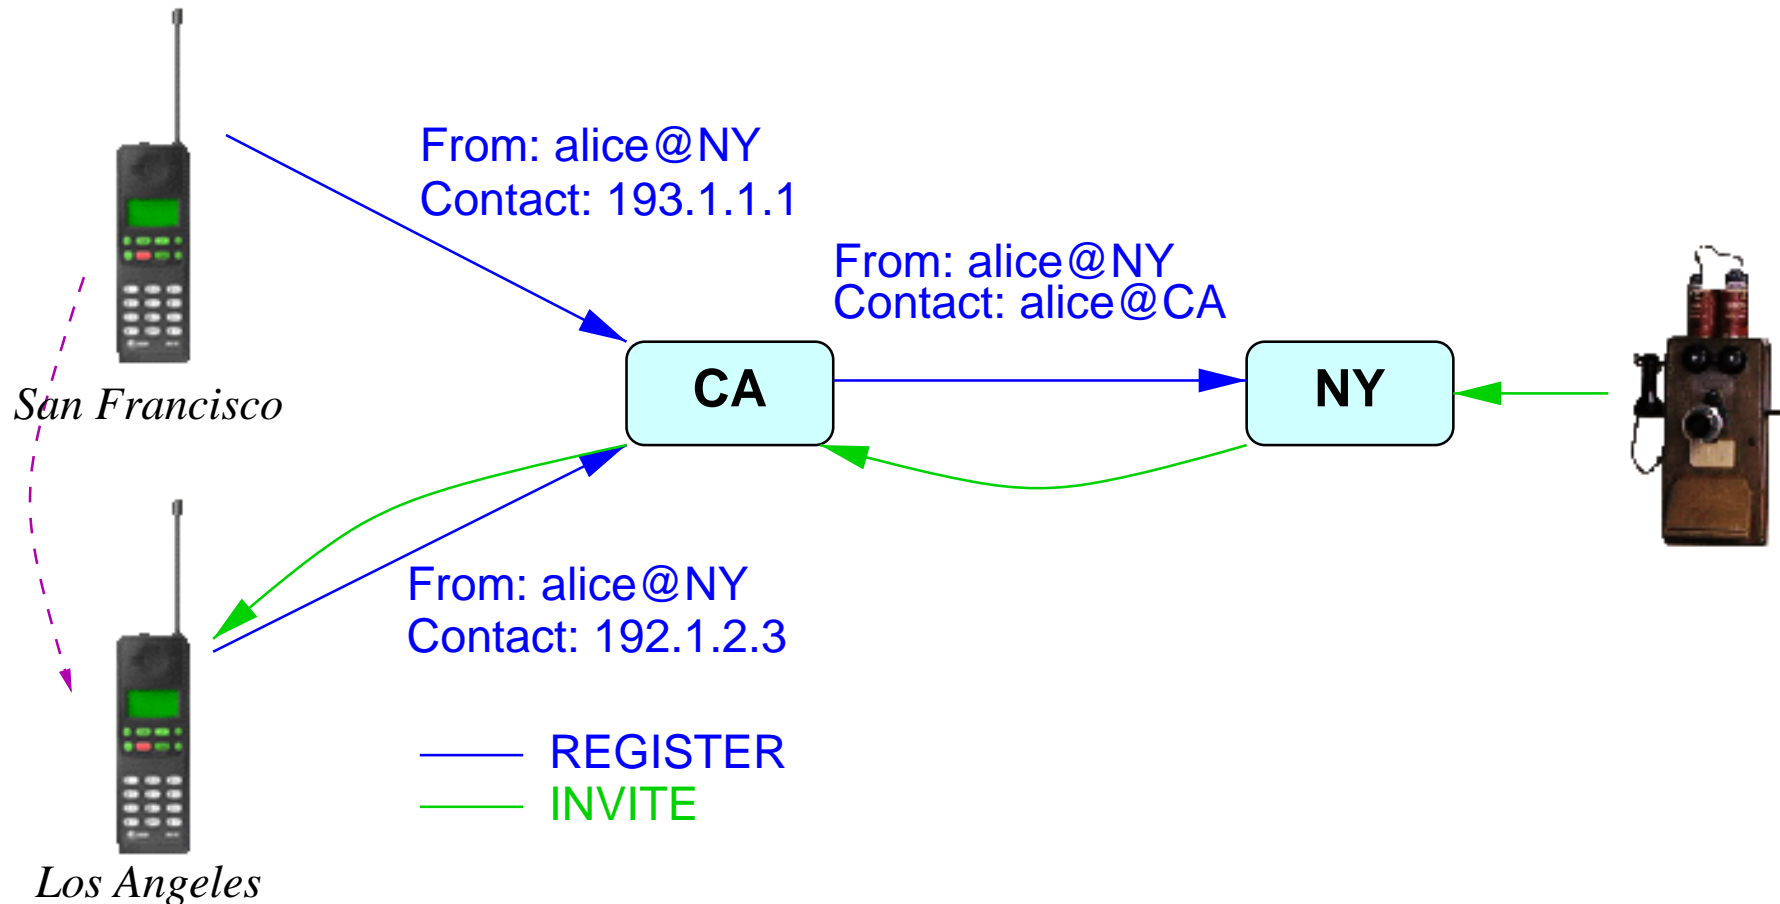 From: alice@NY
Contact: 193.1.1.1
From: alice@NY
Contact: alice@CA
CA
NY
San Francisco
From: alice@NY
Contact: 192.1.2.3
REGISTER
INVITE
Los Angeles